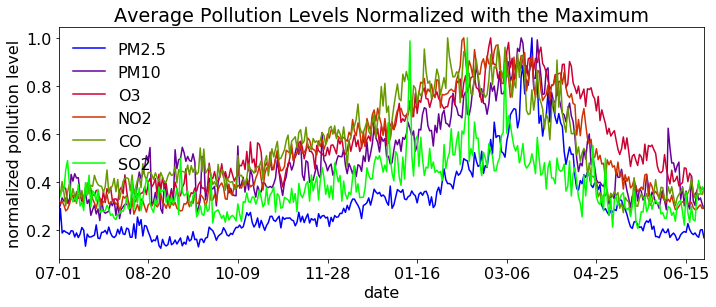 Average Pollution Levels Normalized with the Maximum
normalized pollution level
1.0
0.8
0.6
0.4
0.2
PM2.5
PM10
O3
NO2
CO
SO2
07-01 08-20 10-09 11-28 01-16 03-06 04-25 06-15
date